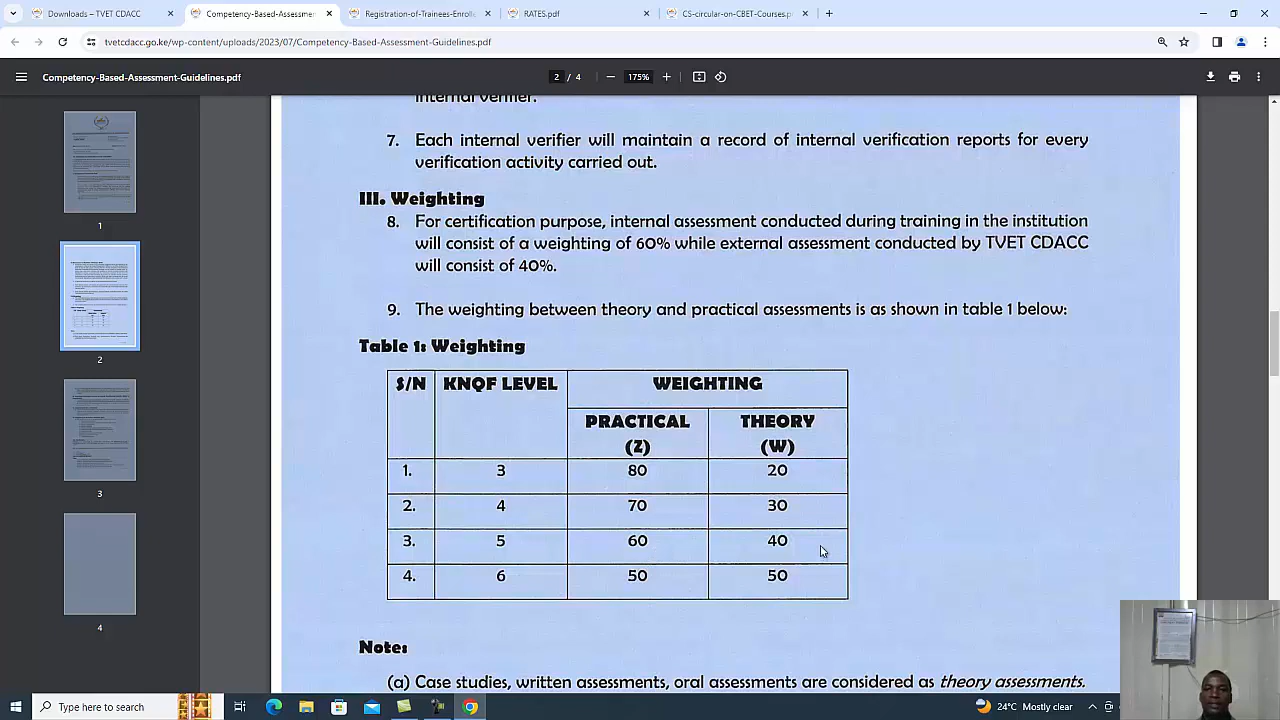 Downloads – TVET CDACC
Competency-Based-Assessmen
Registration-of-Trainees-Enroll
RATES.pdf
CS-circular-on-CBET-Courses.p
tvetcdacc.go.ke/wp-content/uploads/2023/07/Competency-Based-Assessment-Guidelines.pdf
Competency-Based-Assessment-Guidelines.pdf
2 / 4
175%
internal verifier.
7. Each internal verifier will maintain a record of internal verification reports for every
verification activity carried out.
III. Weighting
8. For certification purpose, internal assessment conducted during training in the institution
will consist of a weighting of 60% while external assessment conducted by TVET CDACC
will consist of 40%.
9. The weighting between theory and practical assessments is as shown in table 1 below:
Table 1: Weighting
S/N KNQF LEVEL WEIGHTING
PRACTICAL (Z) THEORY (W)
1. 3 80 20
2. 4 70 30
3. 5 60 40
4. 6 50 50
Note:
(a) Case studies, written assessments, oral assessments are considered as theory assessments.
1
2
3
4
Type here to search
24°C Mostly clear